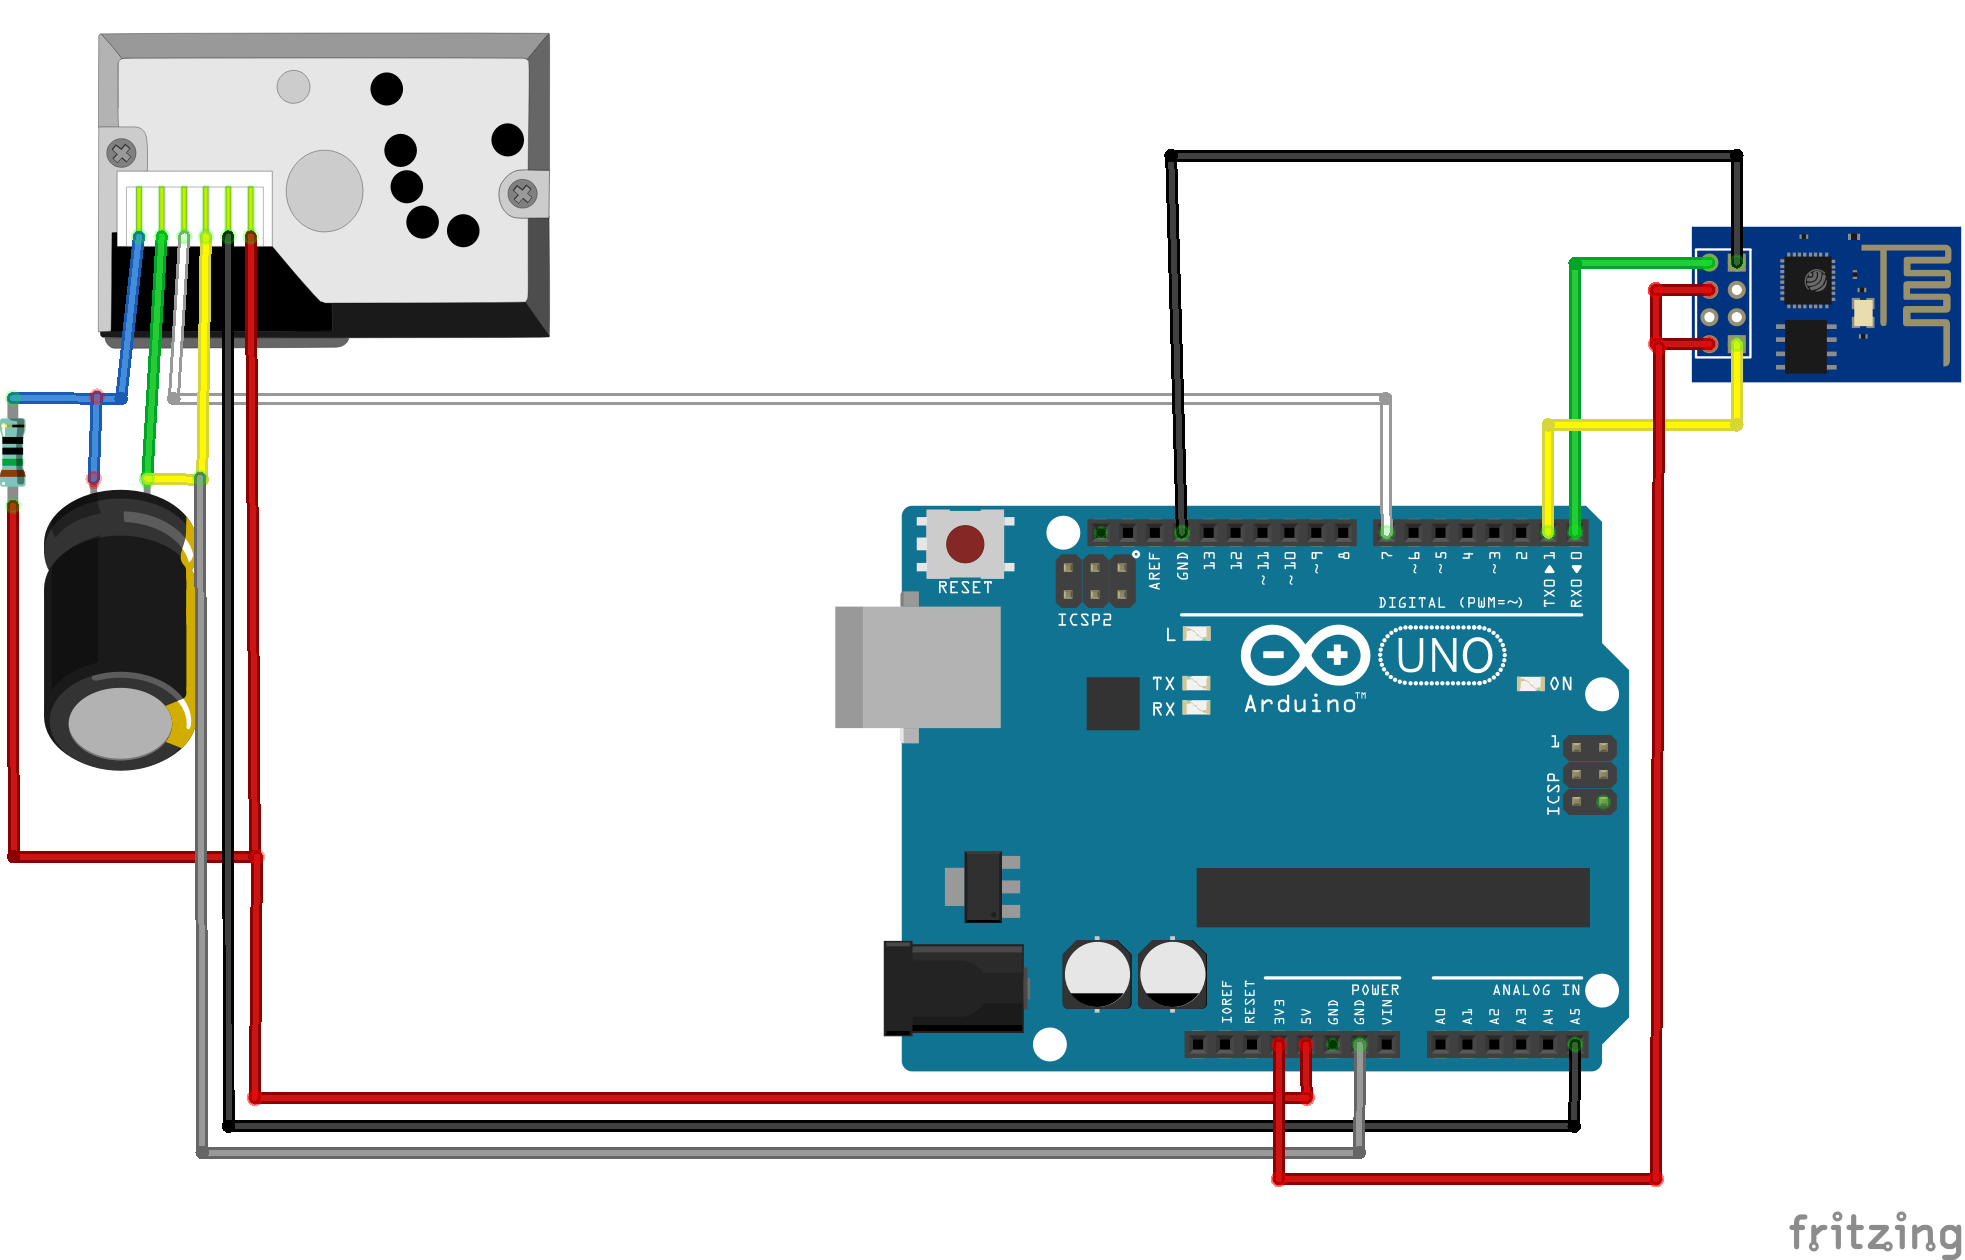 RESET
ICSP2
AREF
GND
13
12
~11
~10
~9
8
7
~6
~5
4
~3
2
TX0▶1
RX0◀0
DIGITAL (PWM=~)
L
TX
RX
Arduino™
UNO
ON
1
ICSP
IOREF
RESET
3V3
5V
GND
GND
VIN
POWER
ANALOG IN
A0
A1
A2
A3
A4
A5
fritzing